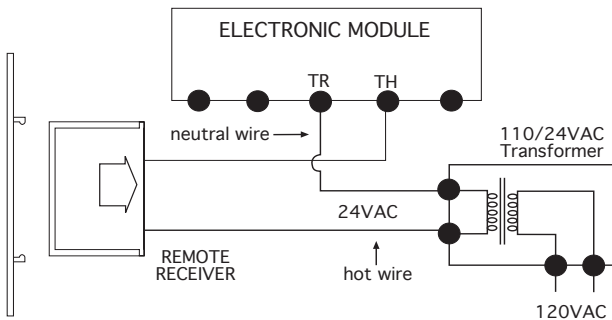 ELECTRONIC MODULE
TR TH
neutral wire
110/24VAC
Transformer
24VAC
REMOTE
RECEIVER
hot wire
120VAC